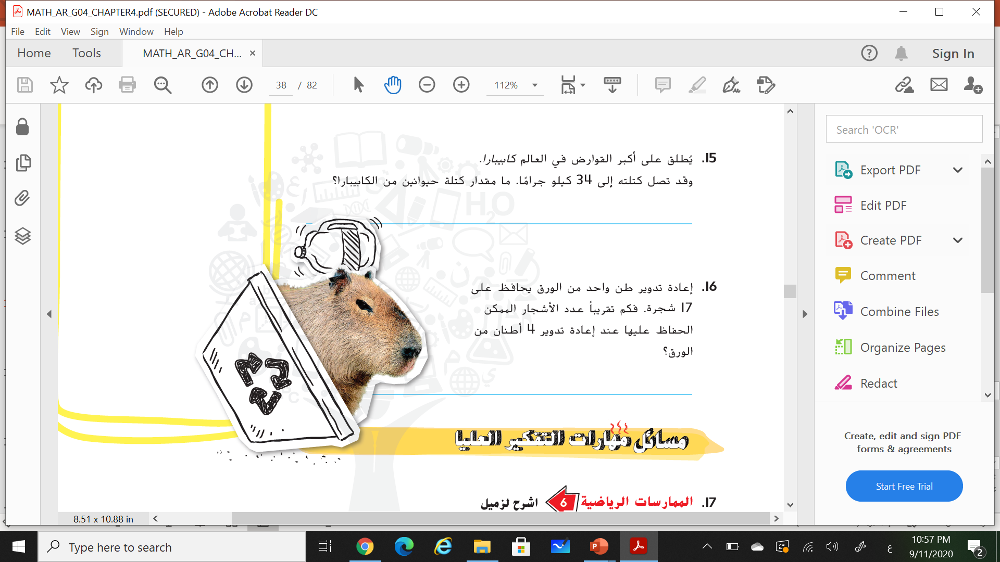 MATH_AR_G04_CHAPTER4.pdf (SECURED) - Adobe Acrobat Reader DC
File Edit View Sign Window Help
Home Tools MATH_AR_G04_CH... × Sign In
38 / 82 112%
Search 'OCR'
Export PDF
Edit PDF
Create PDF
Comment
Combine Files
Organize Pages
Redact
Create, edit and sign PDF
forms & agreements
Start Free Trial
15. يُطلق على أكبر القوارض في العالم كابيبارا.
وقد تصل كتلته إلى 34 كيلو جرامًا. ما مقدار كتلة حيوانين من الكابيبارا؟
H2O
16. إعادة تدوير طن واحد من الورق يحافظ على
17 شجرة. فكم تقريباً عدد الأشجار الممكن
الحفاظ عليها عند إعادة تدوير 4 أطنان من
الورق؟
مسائل مهارات التفكير العليا
17. الممارسات الرياضية 6 اشرح لزميل
8.51 x 10.88 in
Type here to search
ع
10:57 PM
9/11/2020
2